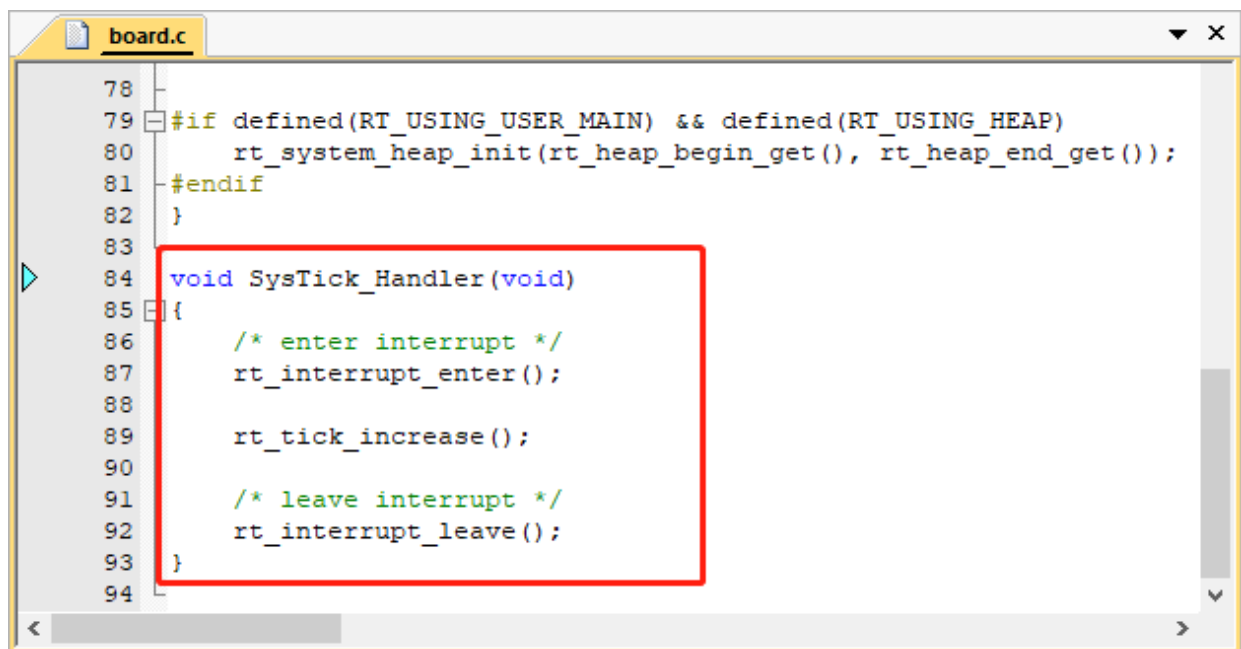 board.c
78
79 #if defined(RT_USING_USER_MAIN) && defined(RT_USING_HEAP)
80     rt_system_heap_init(rt_heap_begin_get(), rt_heap_end_get());
81 #endif
82 }
83
84 void SysTick_Handler(void)
85 {
86     /* enter interrupt */
87     rt_interrupt_enter();
88
89     rt_tick_increase();
90
91     /* leave interrupt */
92     rt_interrupt_leave();
93 }
94